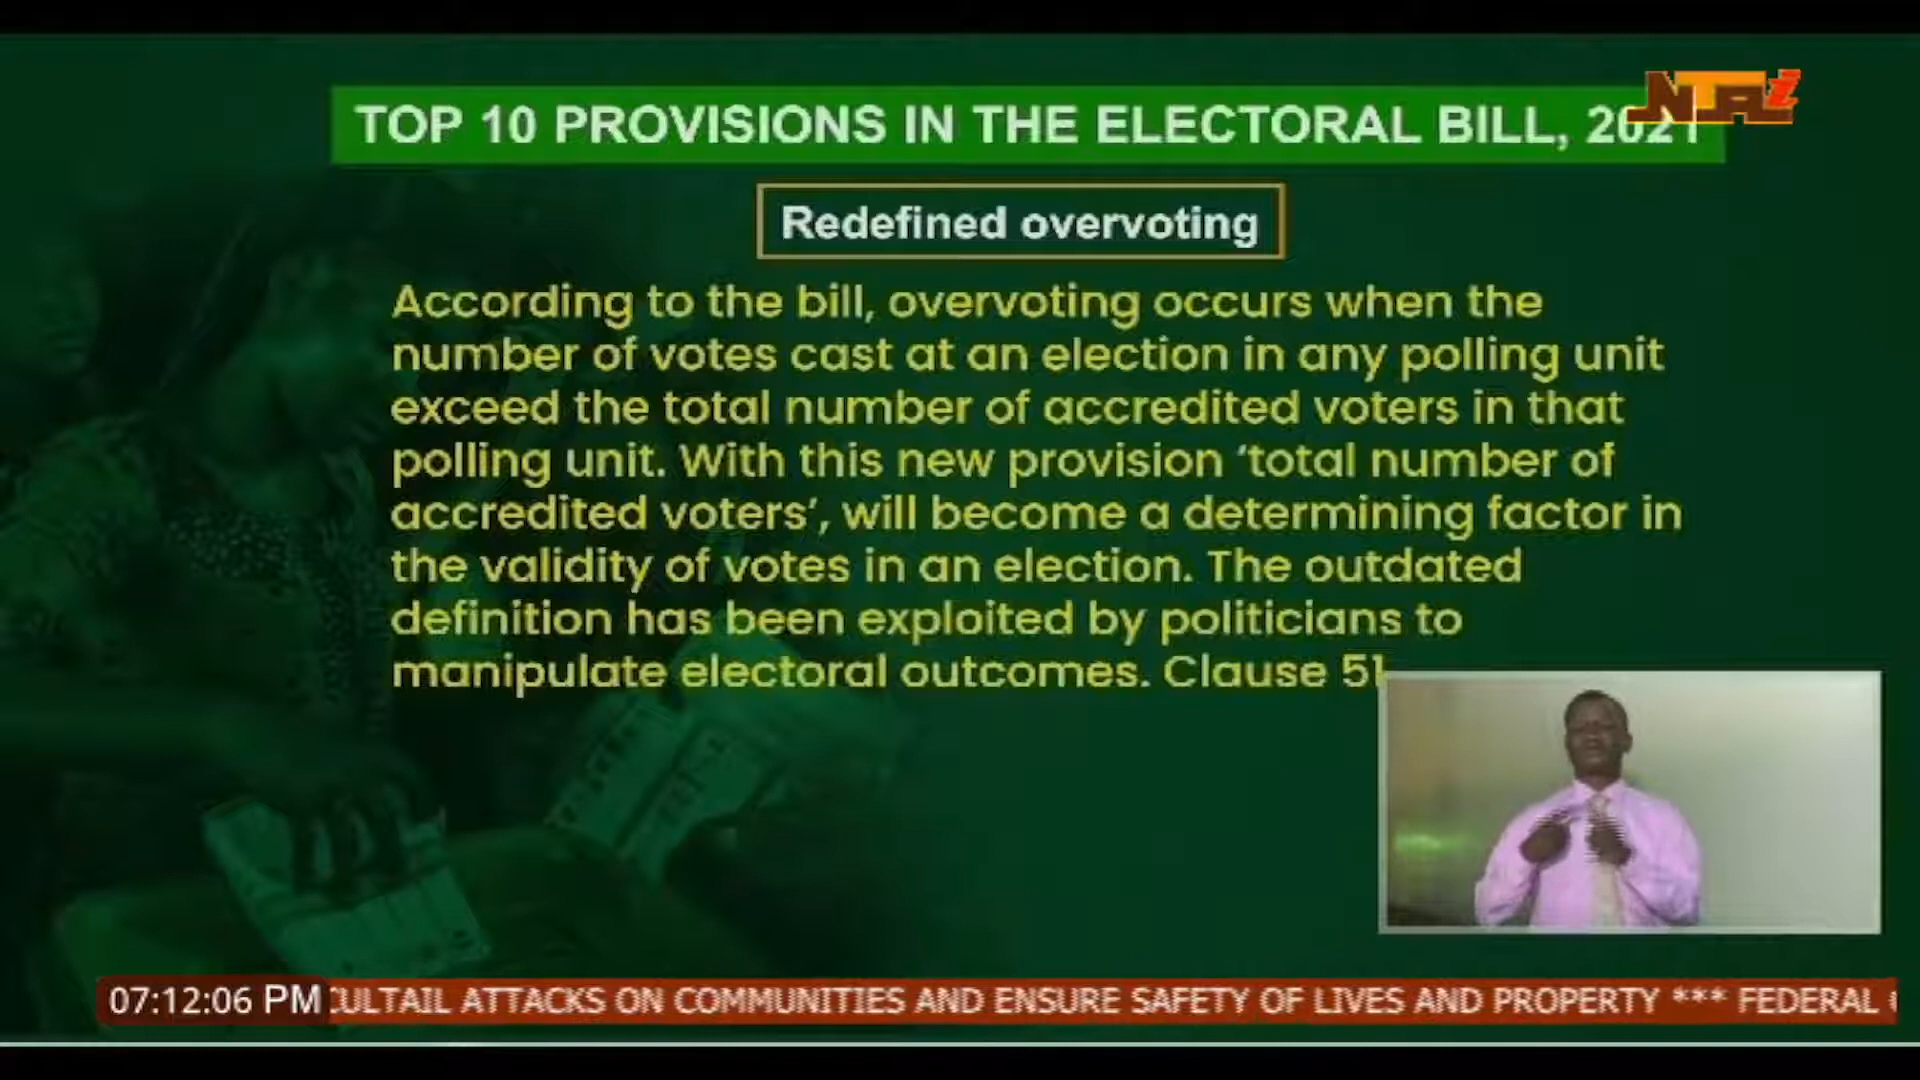 TOP 10 PROVISIONS IN THE ELECTORAL BILL, 2021
NTAi
Redefined overvoting
According to the bill, overvoting occurs when the
number of votes cast at an election in any polling unit
exceed the total number of accredited voters in that
polling unit. With this new provision ‘total number of
accredited voters’, will become a determining factor in
the validity of votes in an election. The outdated
definition has been exploited by politicians to
manipulate electoral outcomes. Clause 51
07:12:06 PM
ATTACKS ON COMMUNITIES AND ENSURE SAFETY OF LIVES AND PROPERTY *** FEDERAL